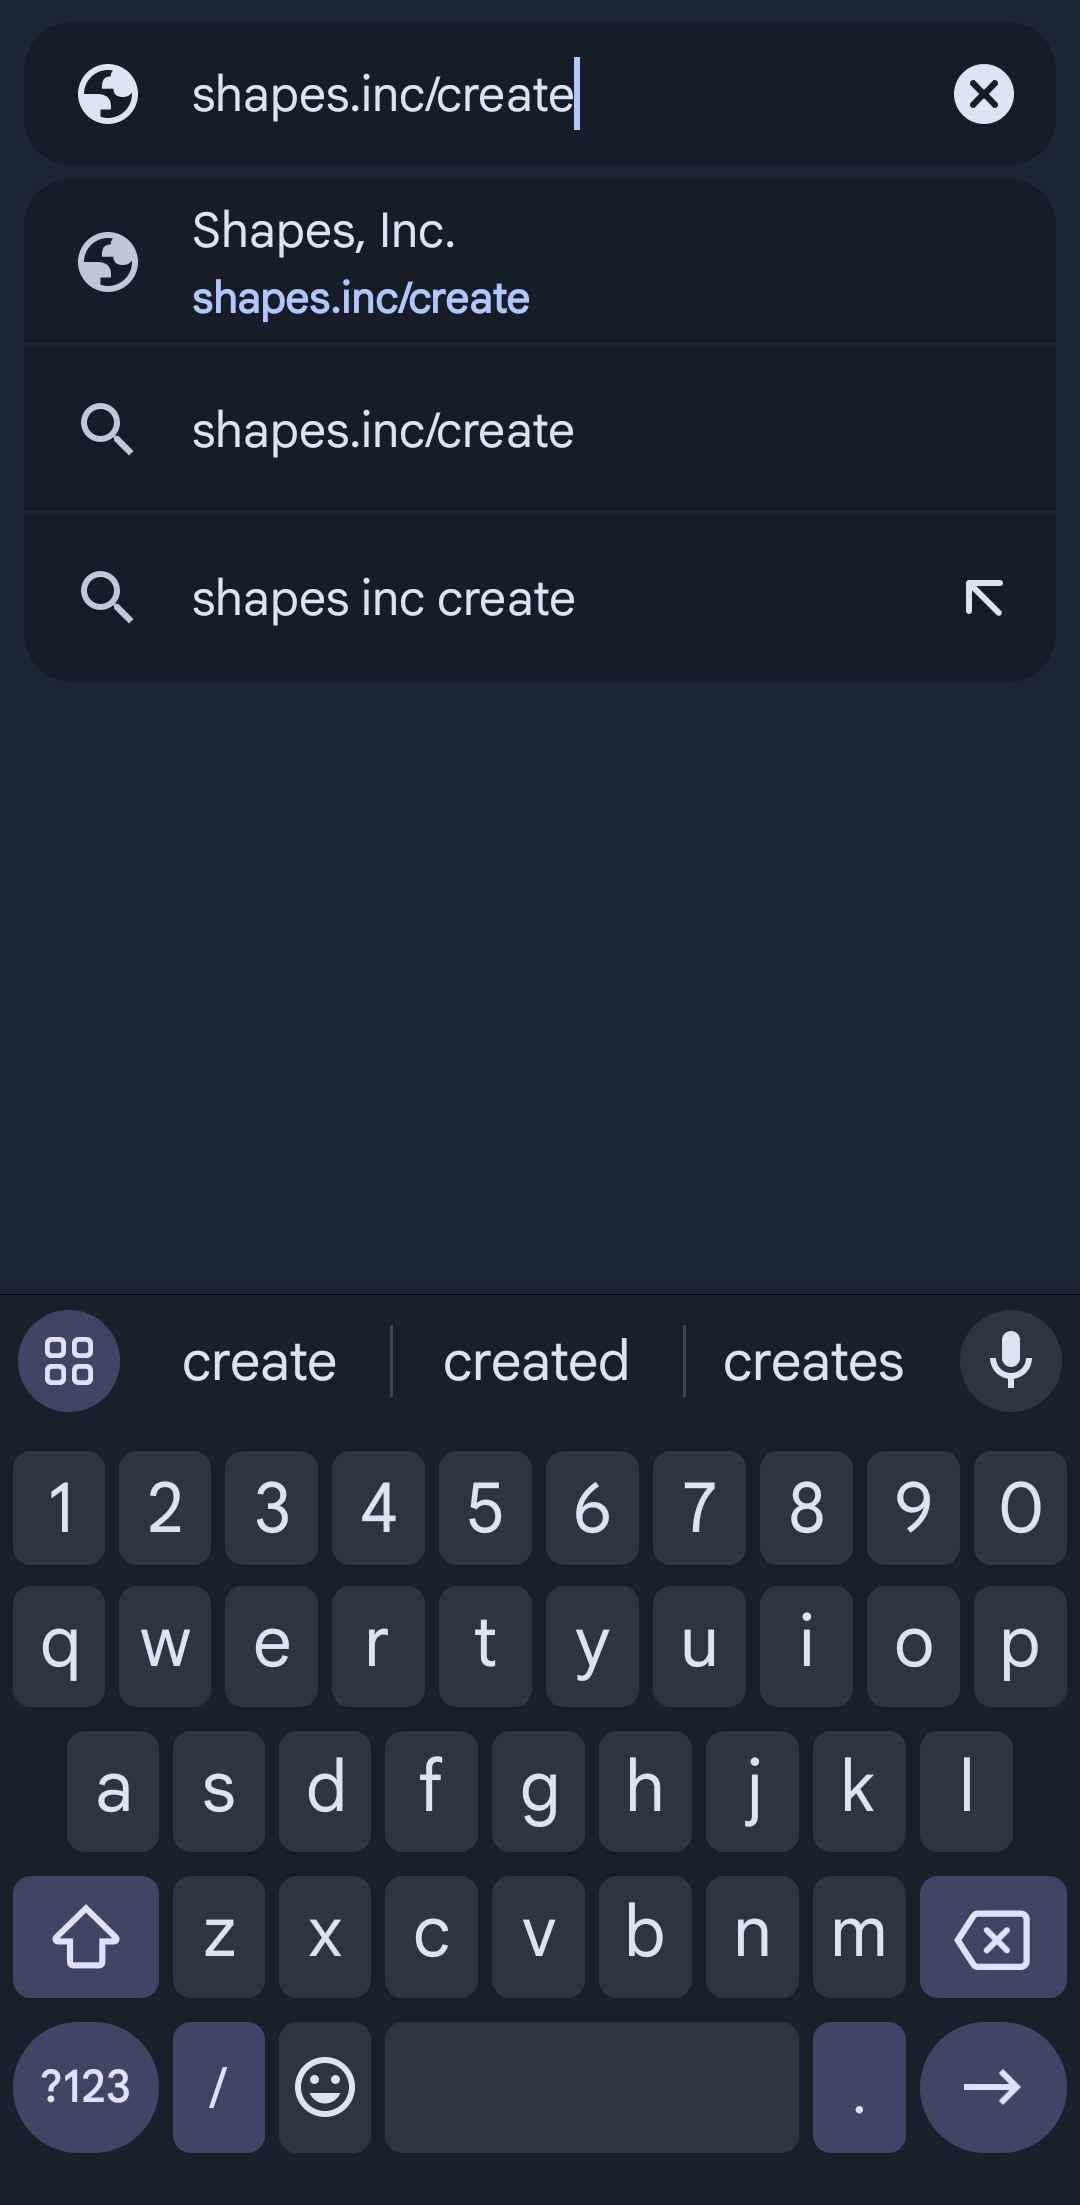 shapes.inc/create
Shapes, Inc.
shapes.inc/create
shapes.inc/create
shapes inc create
create created creates
1 2 3 4 5 6 7 8 9 0
q w e r t y u i o p
a s d f g h j k l
z x c v b n m
?123 / .